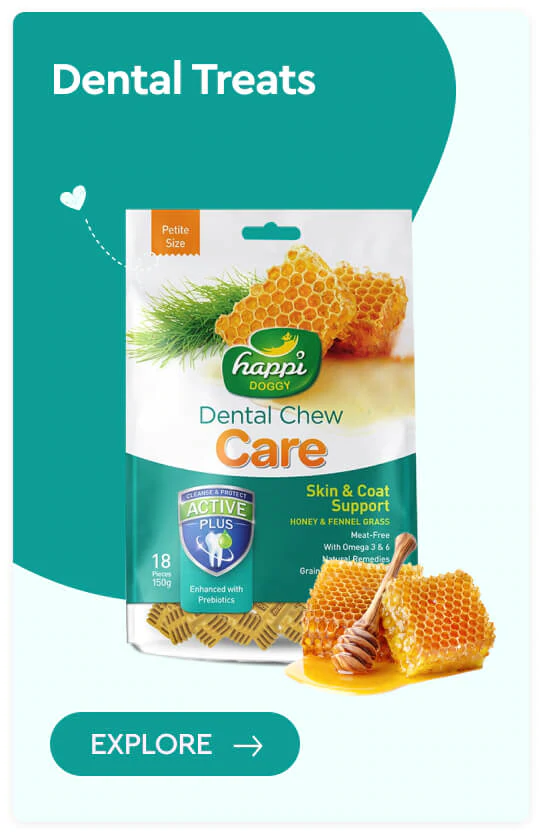 Dental Treats
Petite
Size
happi
DOGGY
Dental Chew
Care
CLEANSE & PROTECT
ACTIVE
PLUS
Enhanced with
Prebiotics
18
Pieces
150g
Skin & Coat
Support
HONEY & FENNEL GRASS
Meat-Free
With Omega 3 & 6
Natural Remedies
EXPLORE